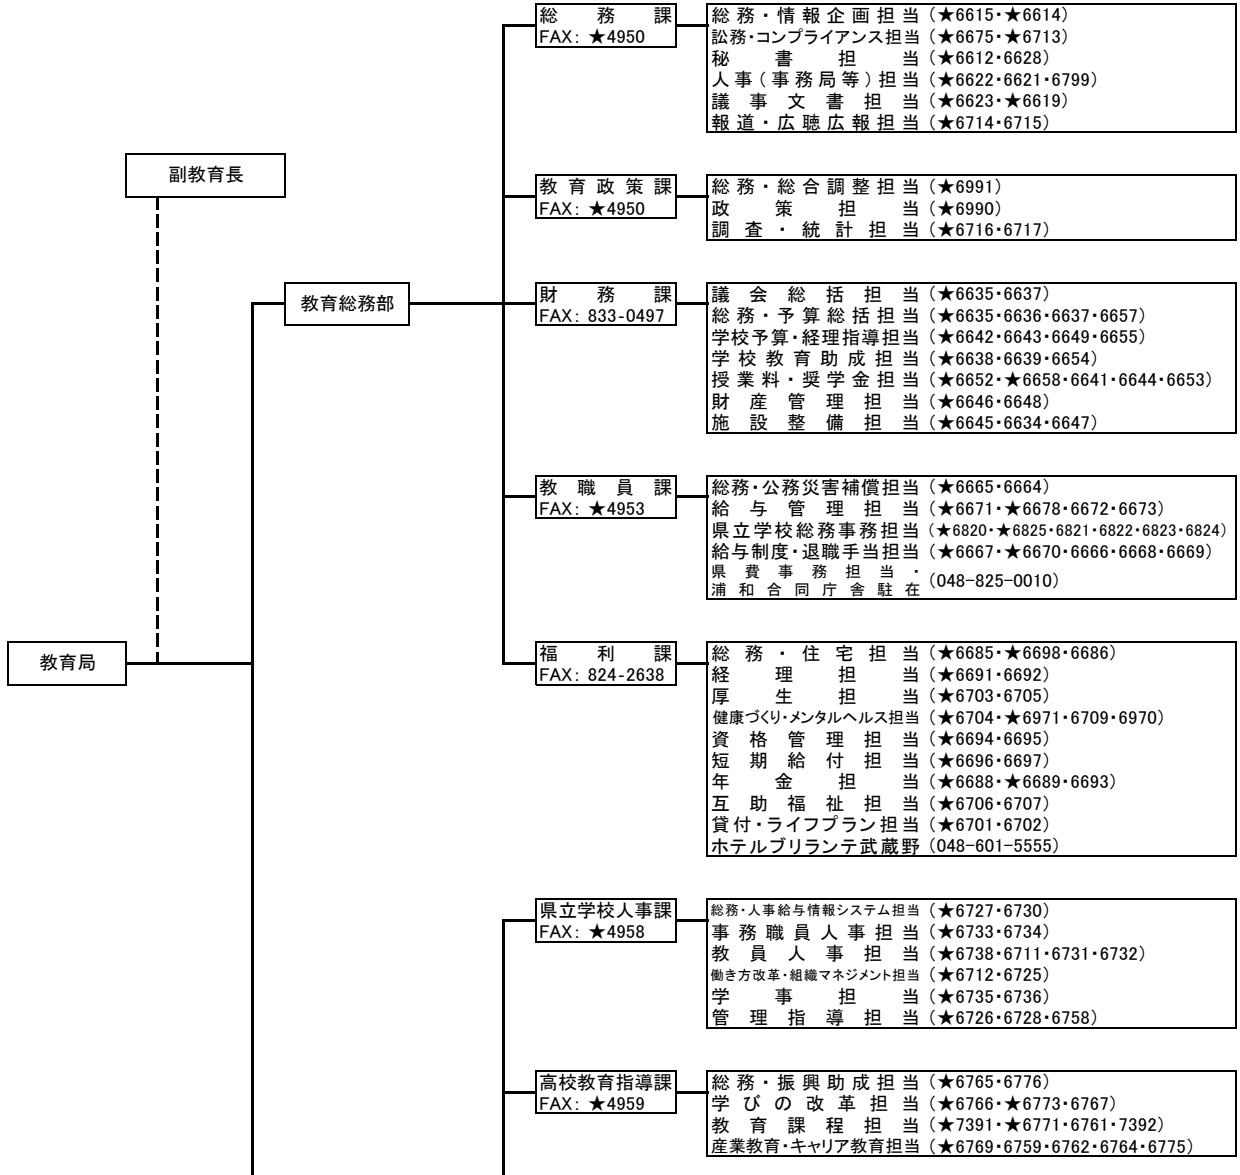 総務課
FAX: ★4950
総務・情報企画担当(★6615・★6614)
訟務・コンプライアンス担当(★6675・★6713)
秘書担当(★6612・6628)
人事(事務局等)担当(★6622・6621・6799)
議事文書担当(★6623・★6619)
報道・広聴広報担当(★6714・6715)
副教育長
教育政策課
FAX: ★4950
総務・総合調整担当(★6991)
政策担当(★6990)
調査・統計担当(★6716・6717)
教育総務部
財務課
FAX: 833-0497
議会総括担当(★6635・6637)
総務・予算総括担当(★6635・6636・6637・6657)
学校予算・経理指導担当(★6642・6643・6649・6655)
学校教育助成担当(★6638・6639・6654)
授業料・奨学金担当(★6652・★6658・6641・6644・6653)
財産管理担当(★6646・6648)
施設整備担当(★6645・6634・6647)
教職員課
FAX: ★4953
総務・公務災害補償担当(★6665・6664)
給与管理担当(★6671・★6678・6672・6673)
県立学校総務事務担当(★6820・★6825・6821・6822・6823・6824)
給与制度・退職手当担当(★6667・★6670・6666・6668・6669)
県費事務担当・
浦和合同庁舎駐在(048-825-0010)
教育局
福利課
FAX: 824-2638
総務・住宅担当(★6685・★6698・6686)
経理担当(★6691・6692)
厚生担当(★6703・6705)
健康づくり・メンタルヘルス担当(★6704・★6971・6709・6970)
資格管理担当(★6694・6695)
短期給付担当(★6696・6697)
年金担当(★6688・★6689・6693)
互助福祉担当(★6706・6707)
貸付・ライフプラン担当(★6701・6702)
ホテルブリランテ武蔵野(048-601-5555)
県立学校人事課
FAX: ★4958
総務・人事給与情報システム担当(★6727・6730)
事務職員人事担当(★6733・6734)
教員人事担当(★6738・6711・6731・6732)
働き方改革・組織マネジメント担当(★6712・6725)
学事担当(★6735・6736)
管理指導担当(★6726・6728・6758)
高校教育指導課
FAX: ★4959
総務・振興助成担当(★6765・6776)
学びの改革担当(★6766・★6773・6767)
教育課程担当(★7391・★6771・6761・7392)
産業教育・キャリア教育担当(★6769・6759・6762・6764・6775)